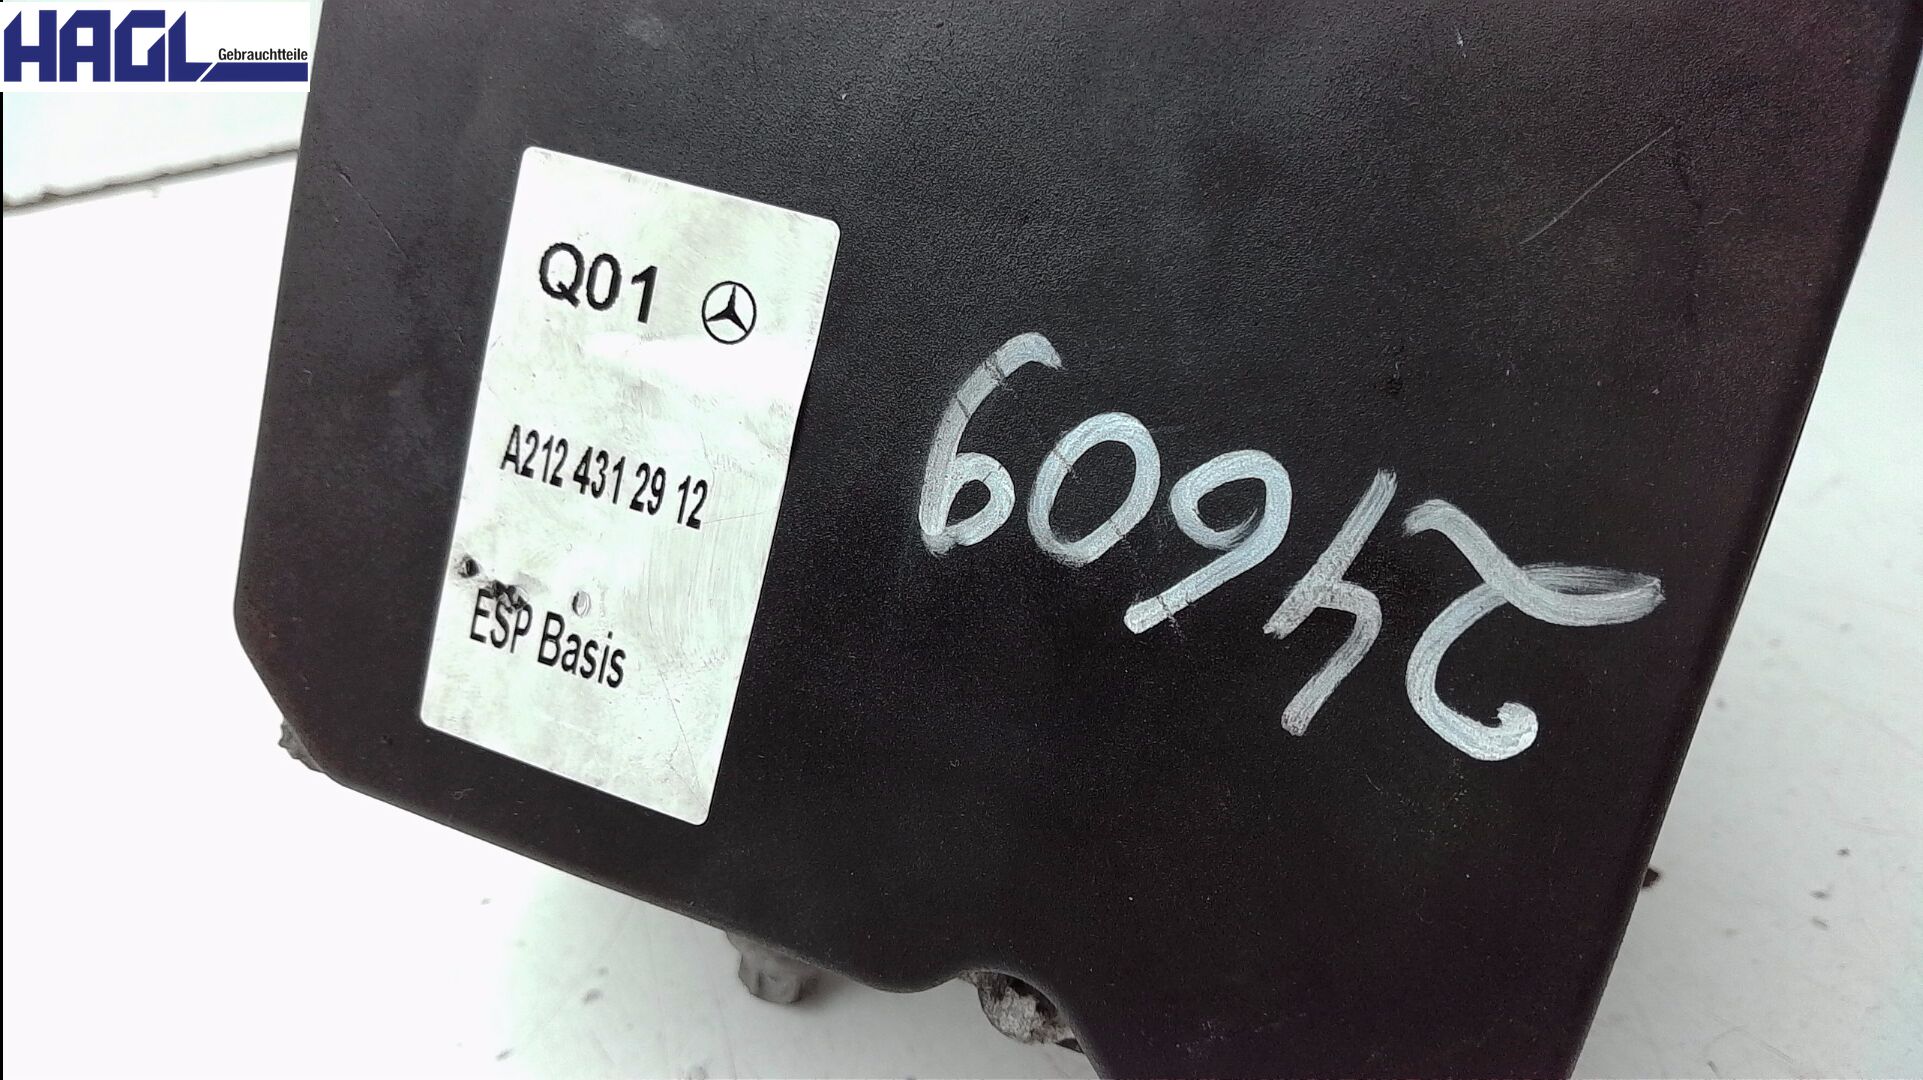 HAGL Gebrauchtteile
Q01
A212 431 29 12
ESP Basis
24609